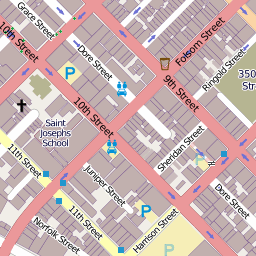 Grace Street
10th Street
Folsom Street
Dore Street
9th Street
Ringold Street
350
Str
P
10th Street
Saint
Josephs
School
Sheridan Street
11th Street
Juniper Street
Dore Street
11th Street
P
P
Norfolk Street
Harrison Street